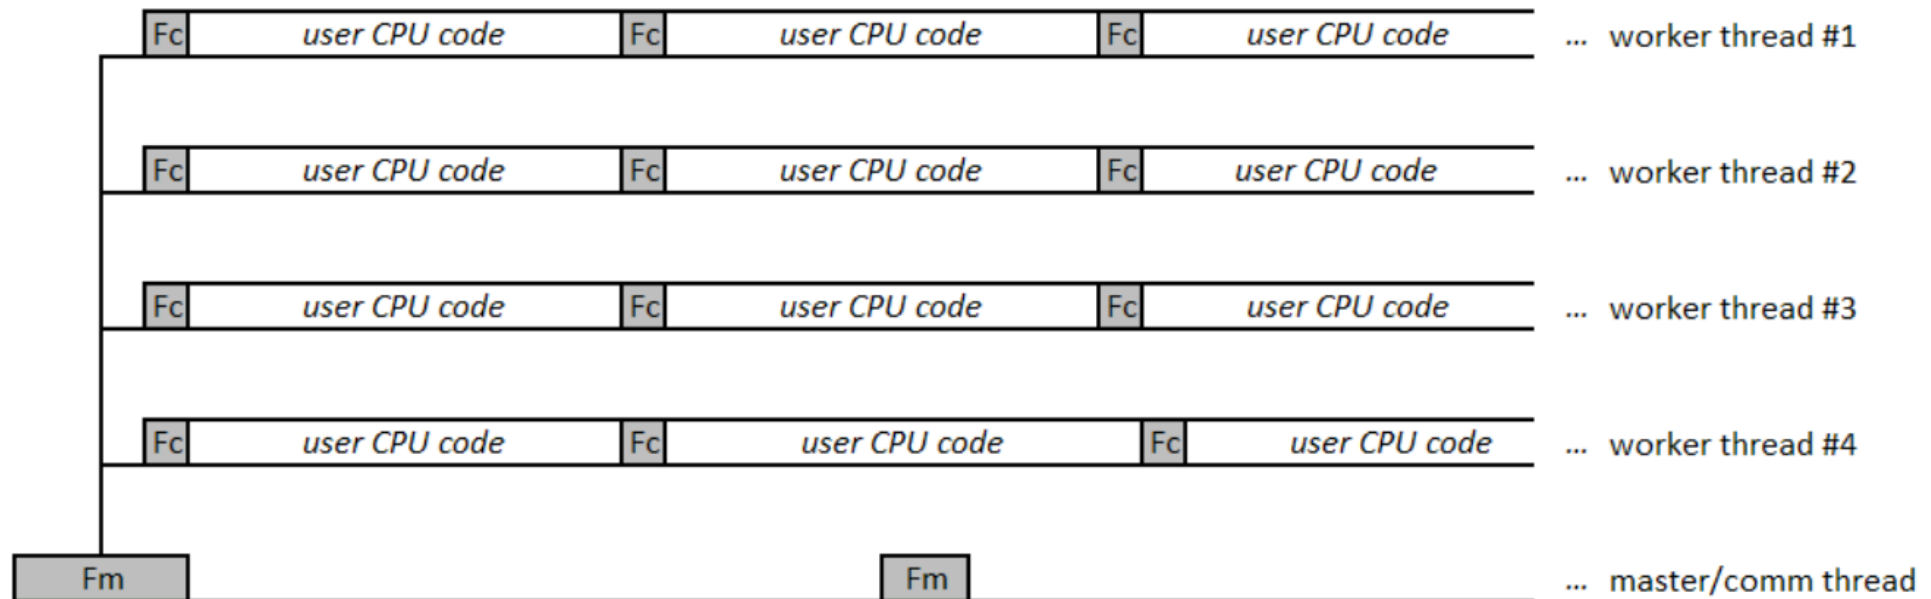 Fc user CPU code Fc user CPU code Fc user CPU code ... worker thread #1
Fc user CPU code Fc user CPU code Fc user CPU code ... worker thread #2
Fc user CPU code Fc user CPU code Fc user CPU code ... worker thread #3
Fc user CPU code Fc user CPU code Fc user CPU code ... worker thread #4
Fm Fm ... master/comm thread